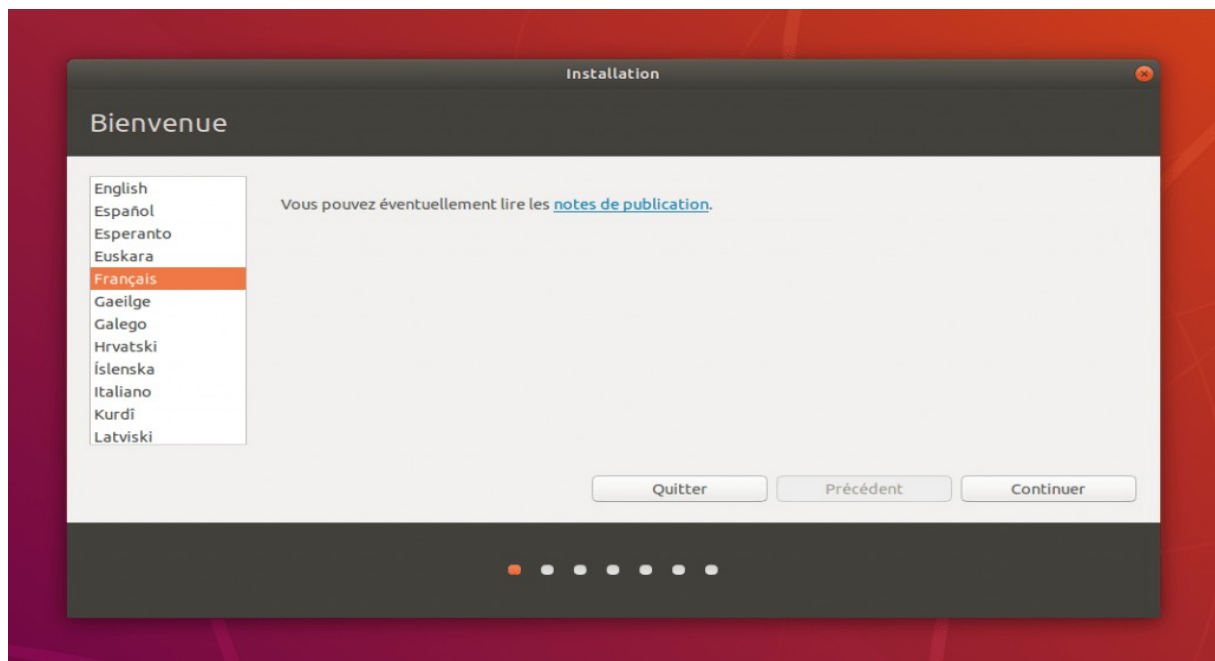 Installation
Bienvenue
English
Español
Esperanto
Euskara
Français
Gaeilge
Galego
Hrvatski
Íslenska
Italiano
Kurdî
Latviski
Vous pouvez éventuellement lire les notes de publication.
Quitter
Précédent
Continuer